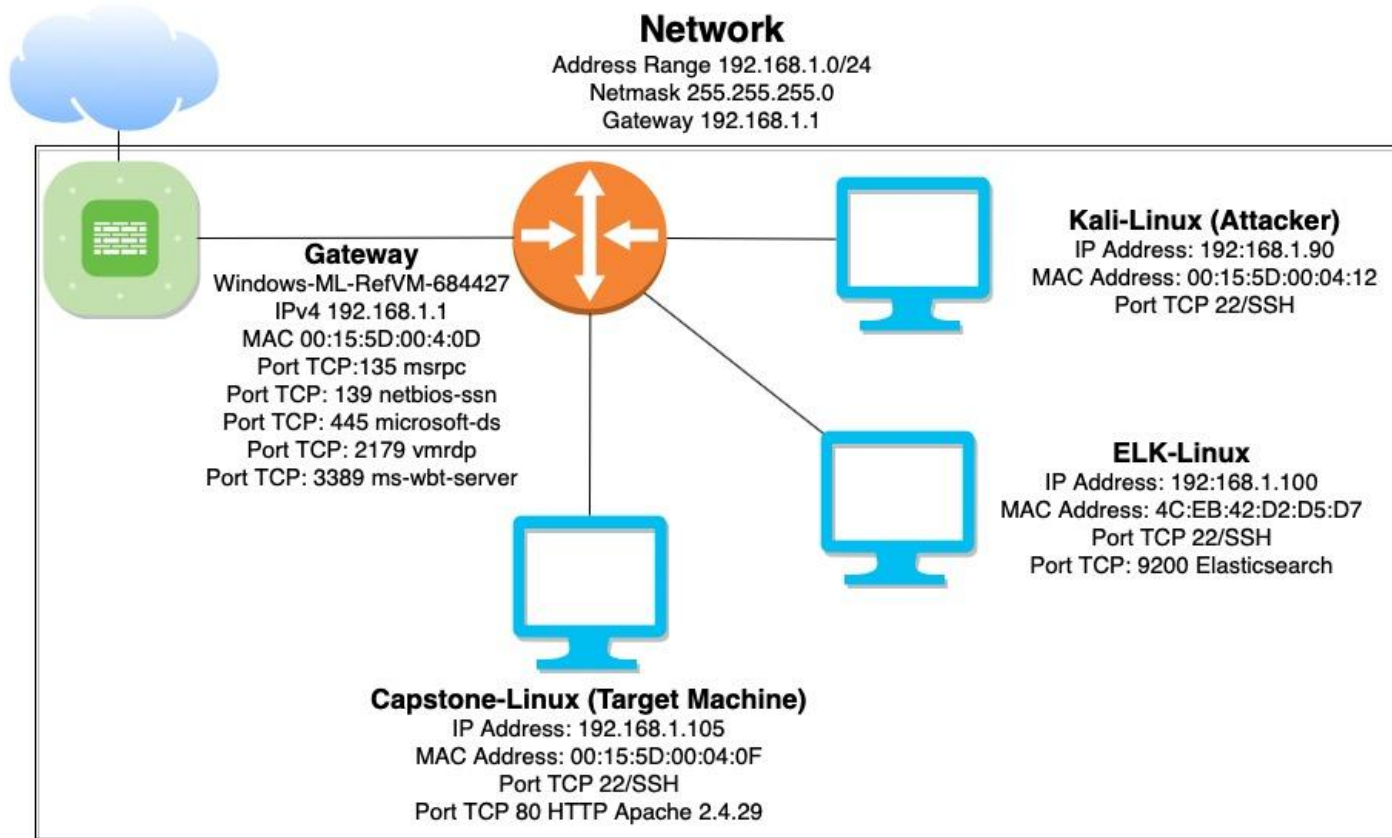 Network
Address Range 192.168.1.0/24
Netmask 255.255.255.0
Gateway 192.168.1.1
Gateway
Windows-ML-RefVM-684427
IPv4 192.168.1.1
MAC 00:15:5D:00:4:0D
Port TCP:135 msrpc
Port TCP: 139 netbios-ssn
Port TCP: 445 microsoft-ds
Port TCP: 2179 vmrdp
Port TCP: 3389 ms-wbt-server
Kali-Linux (Attacker)
IP Address: 192:168.1.90
MAC Address: 00:15:5D:00:04:12
Port TCP 22/SSH
ELK-Linux
IP Address: 192:168.1.100
MAC Address: 4C:EB:42:D2:D5:D7
Port TCP 22/SSH
Port TCP: 9200 Elasticsearch
Capstone-Linux (Target Machine)
IP Address: 192.168.1.105
MAC Address: 00:15:5D:00:04:0F
Port TCP 22/SSH
Port TCP 80 HTTP Apache 2.4.29